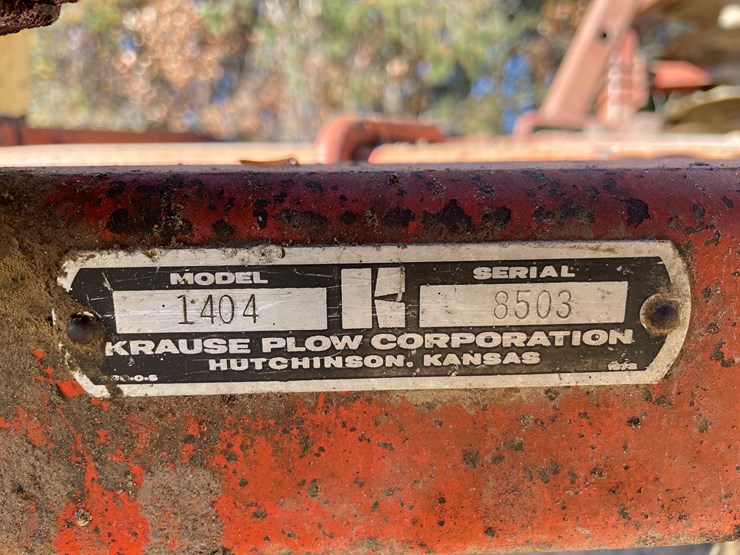 MODEL
1404
K
SERIAL
8503
KRAUSE PLOW CORPORATION
HUTCHINSON, KANSAS